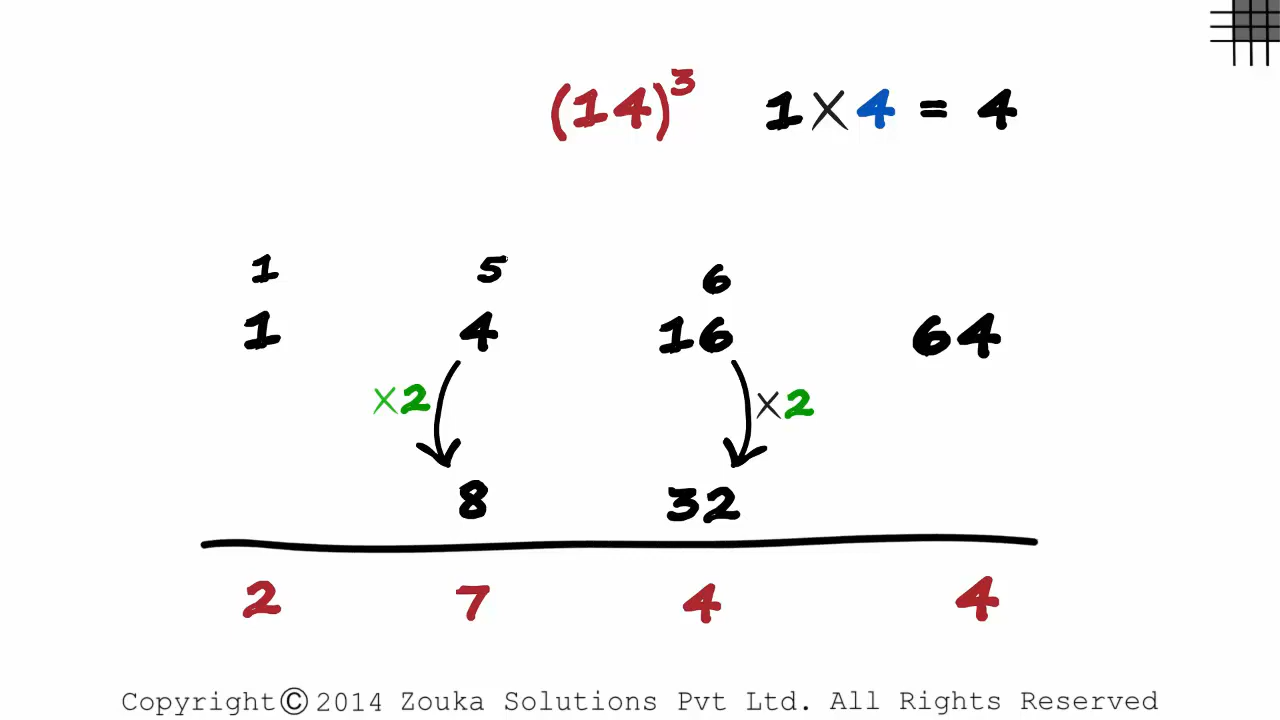 (14)³ 1 × 4 = 4
1 5 6
1 4 16 64
×2 ×2
8 32
2 7 4 4
Copyright©2014 Zouka Solutions Pvt Ltd. All Rights Reserved